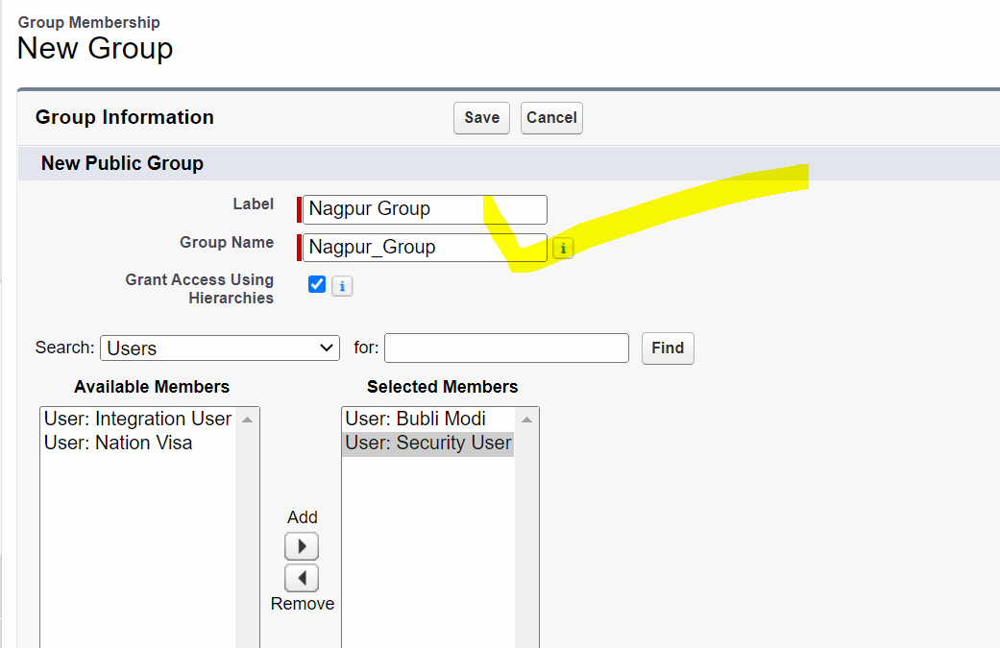 Group Membership
New Group
Group Information Save Cancel
New Public Group
Label Nagpur Group
Group Name Nagpur_Group i
Grant Access Using
Hierarchies i
Search: Users for: Find
Available Members Selected Members
User: Integration User User: Bubli Modi
User: Nation Visa User: Security User
Add
Remove